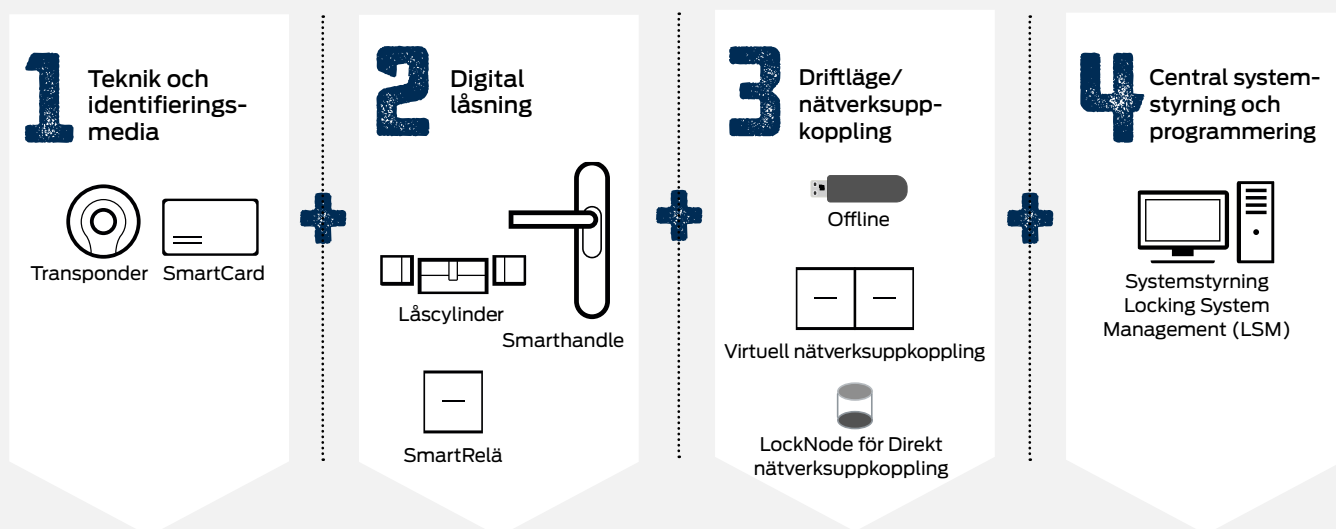 1
Teknik och
identifierings-
media
Transponder
SmartCard
2
Digital
låsning
Låscylinder
Smarthandle
SmartRelä
3
Driftläge/
nätverksupp-
koppling
Offline
Virtuell nätverksuppkoppling
LockNode för Direkt
nätverksuppkoppling
4
Central system-
styrning och
programmering
Systemstyrning
Locking System
Management (LSM)